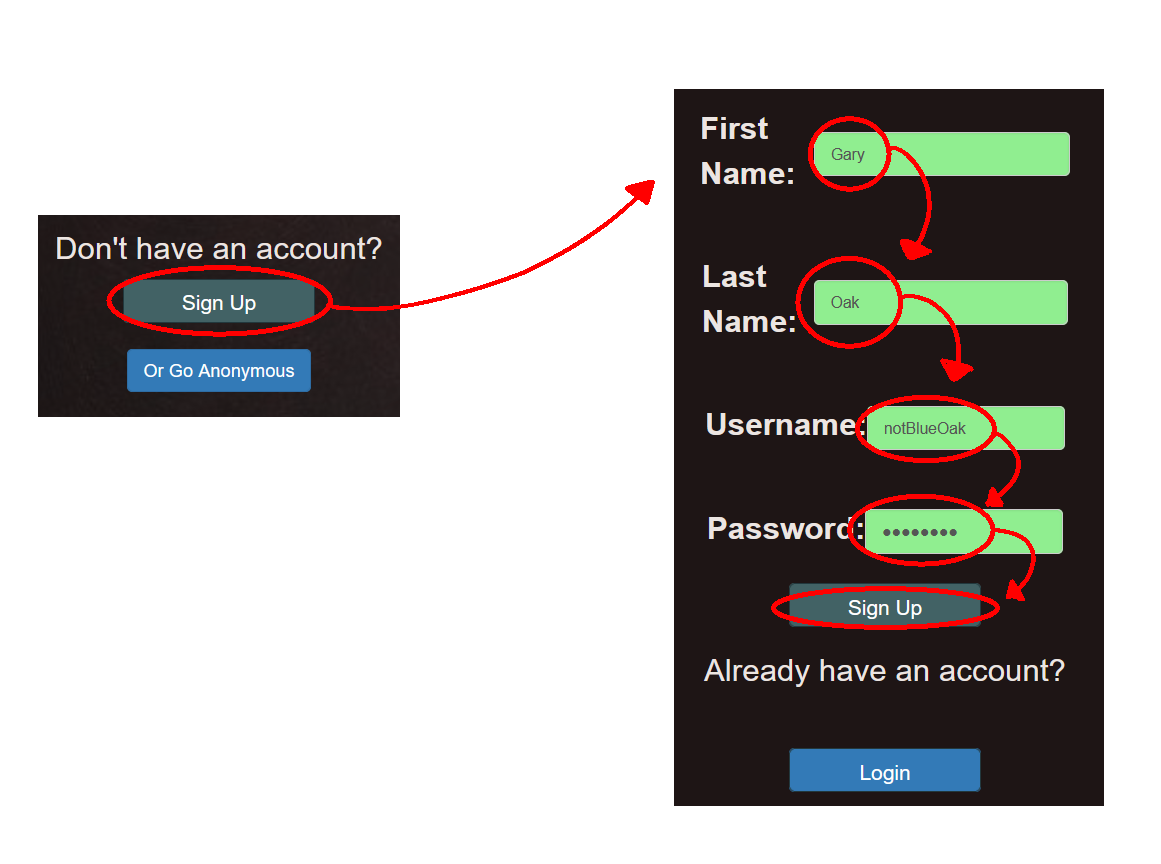 Don't have an account?
Sign Up
Or Go Anonymous
First
Name:
Gary
Last
Name:
Oak
Username:
notBlueOak
Password:
••••••••
Sign Up
Already have an account?
Login